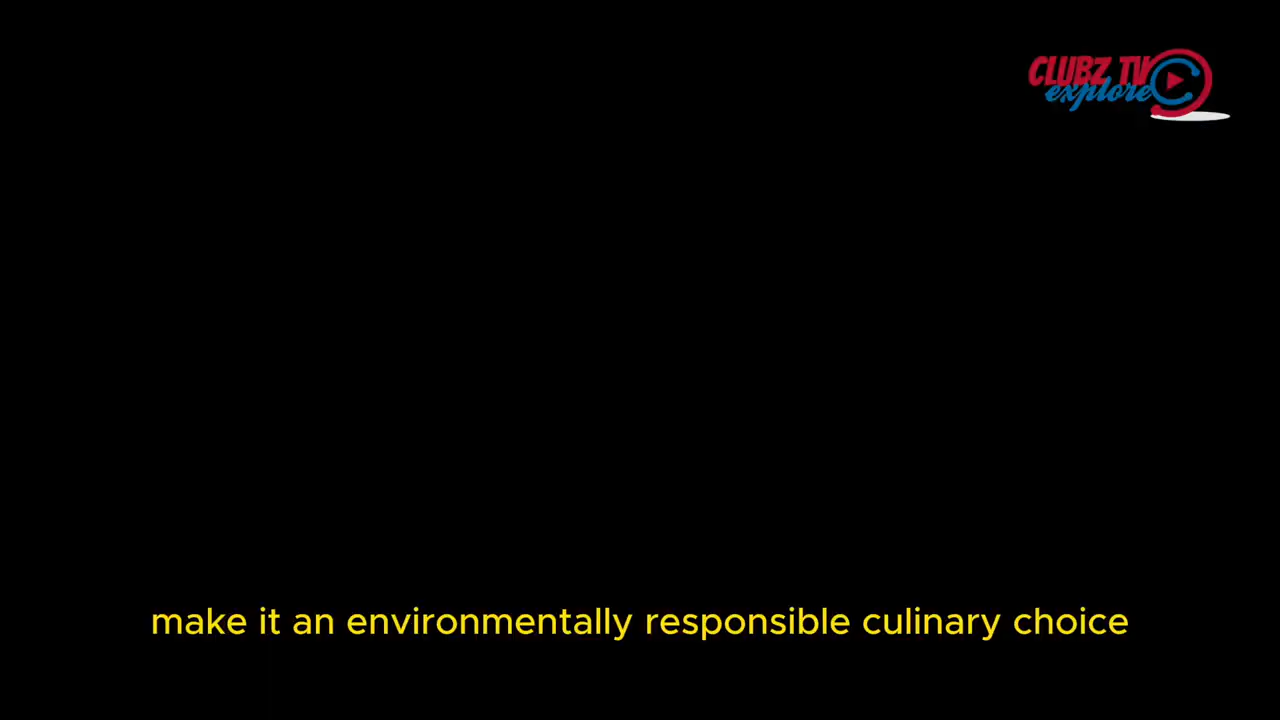 CLUBZ TV
explore
make it an environmentally responsible culinary choice